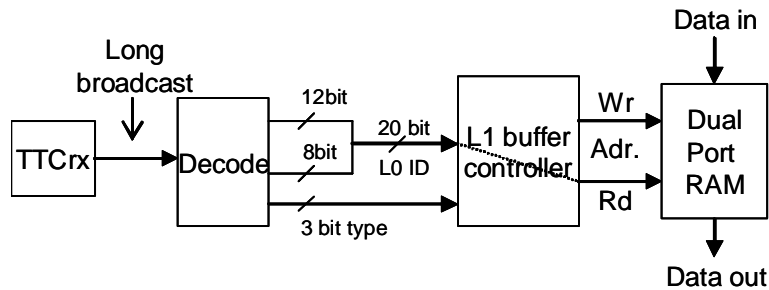 Long
broadcast
TTCrx
Decode
12bit
8bit
20 bit
L0 ID
3 bit type
L1 buffer
controller
Wr
Adr.
Rd
Data in
Dual
Port
RAM
Data out